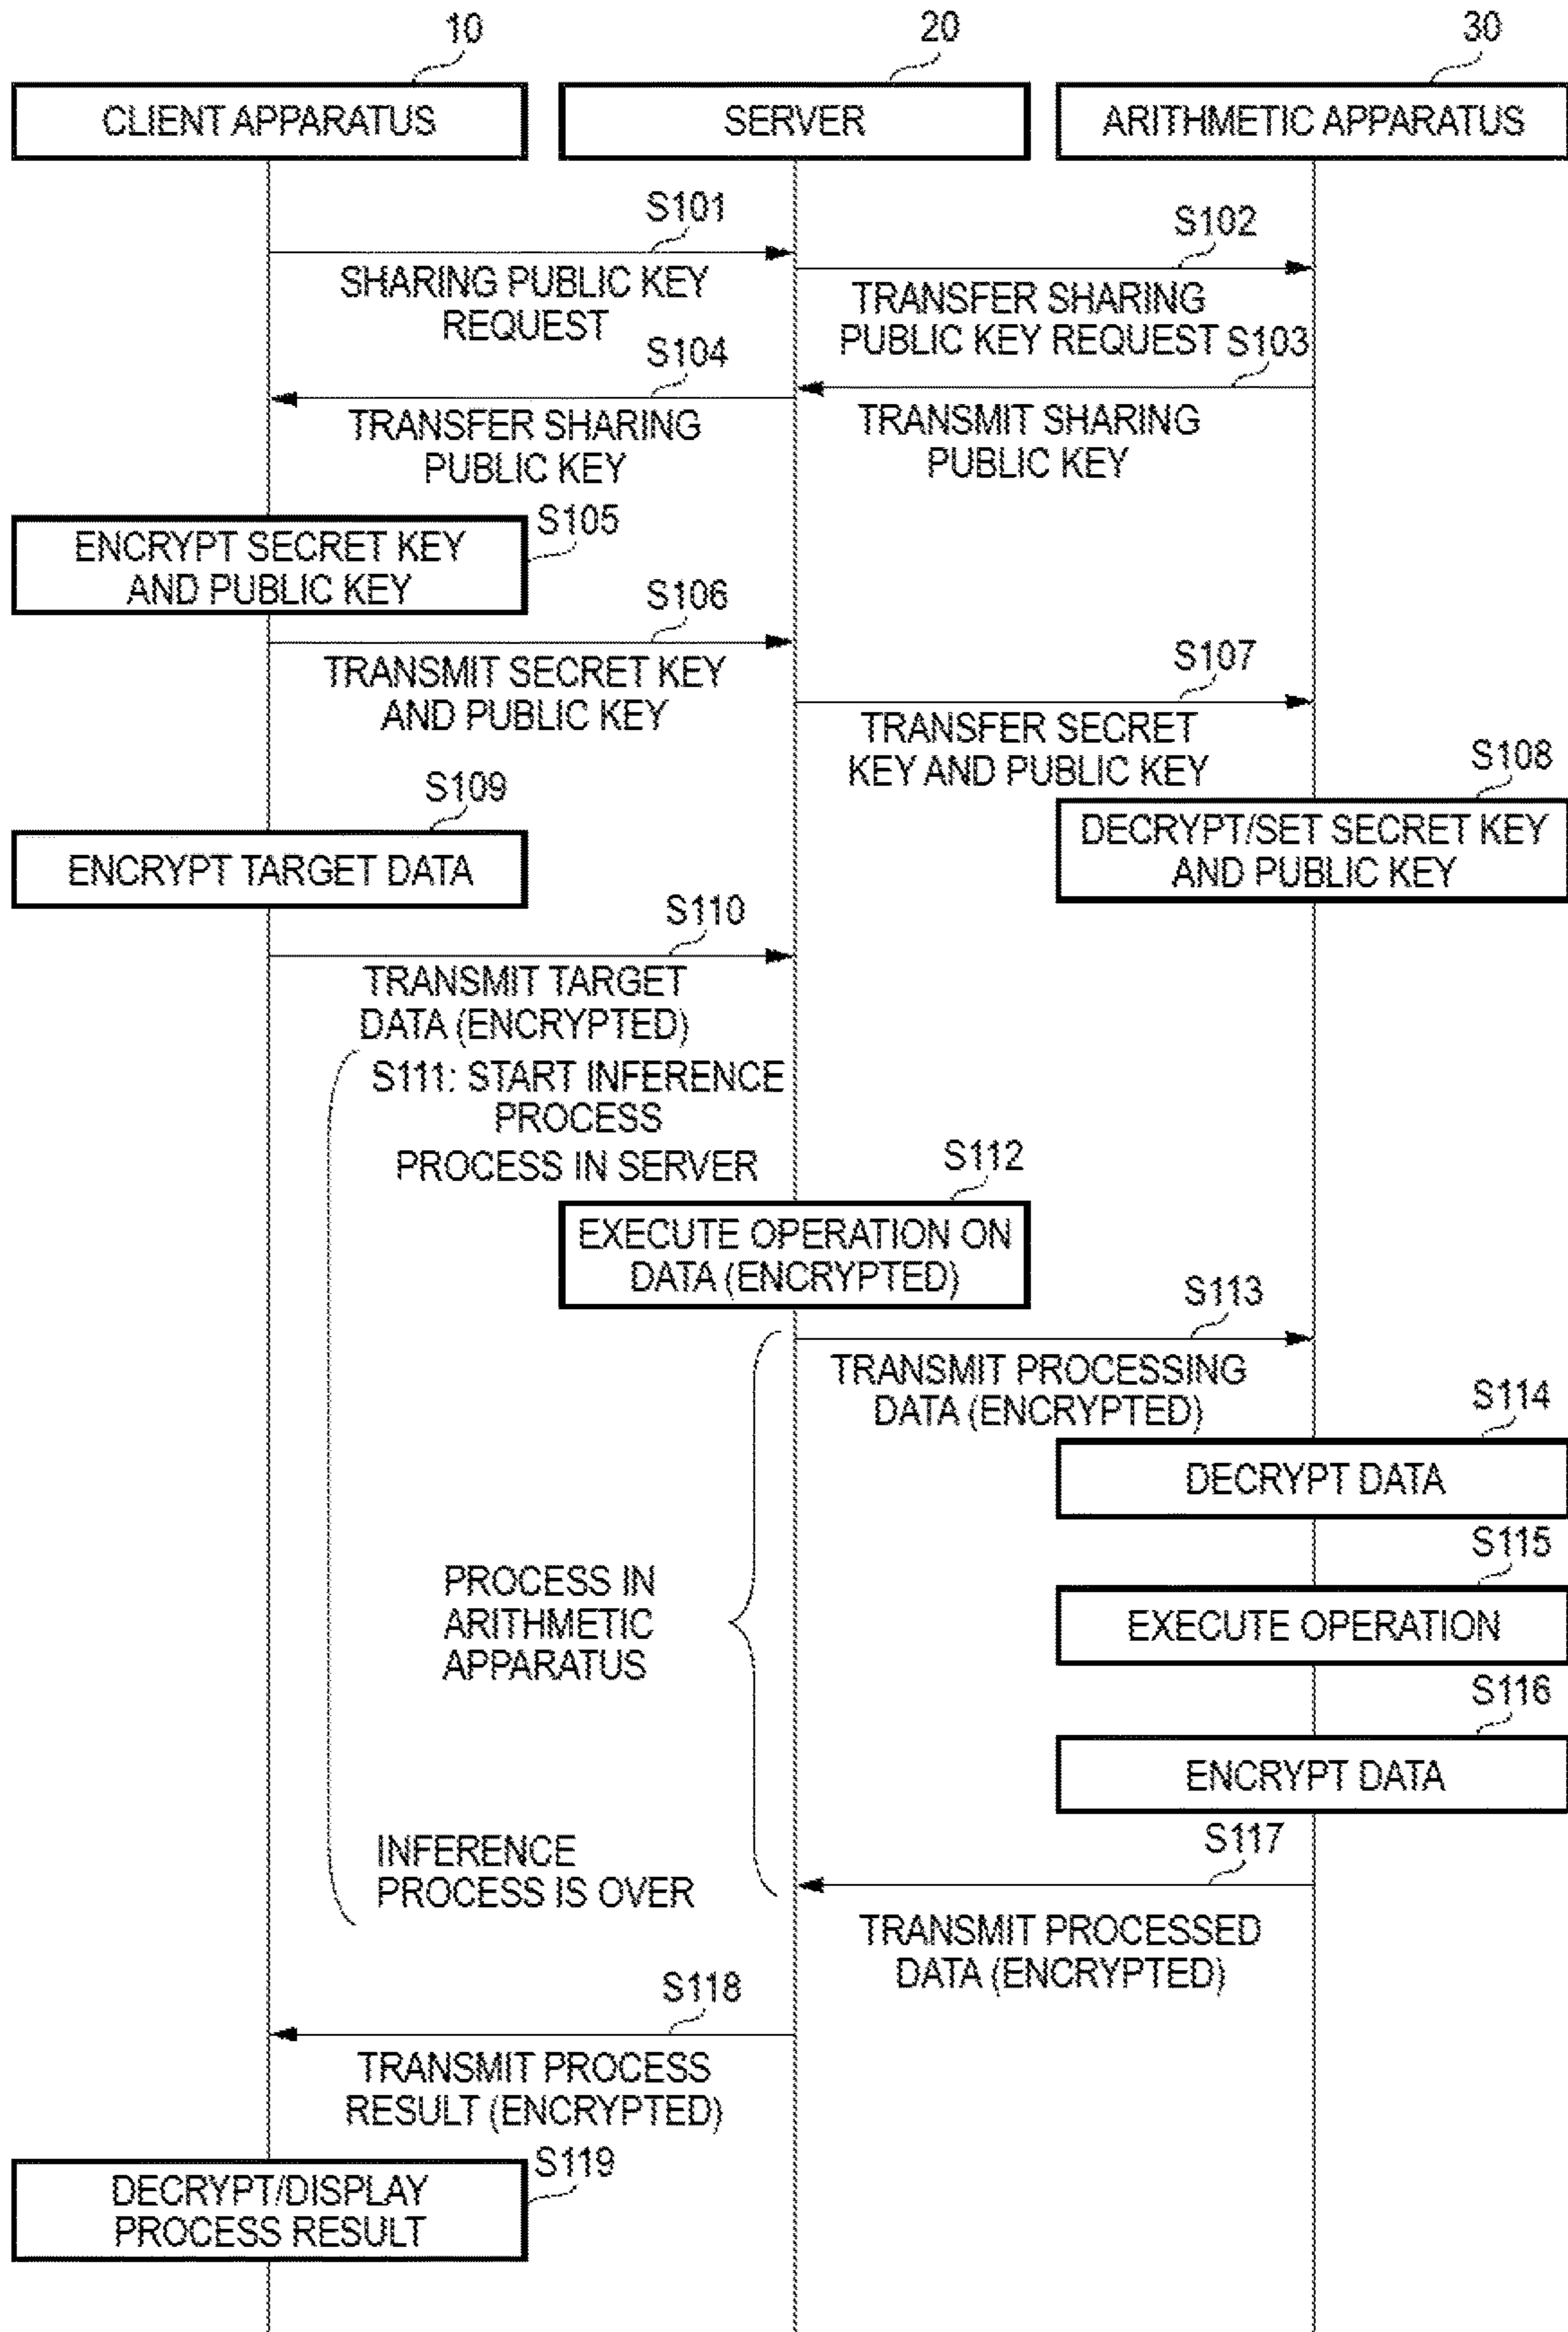 10
20
30
CLIENT APPARATUS
SERVER
ARITHMETIC APPARATUS
S101
SHARING PUBLIC KEY
REQUEST
S102
TRANSFER SHARING
PUBLIC KEY REQUEST
S103
TRANSMIT SHARING
PUBLIC KEY
S104
TRANSFER SHARING
PUBLIC KEY
S105
ENCRYPT SECRET KEY
AND PUBLIC KEY
S106
TRANSMIT SECRET KEY
AND PUBLIC KEY
S107
TRANSFER SECRET
KEY AND PUBLIC KEY
S108
DECRYPT/SET SECRET KEY
AND PUBLIC KEY
S109
ENCRYPT TARGET DATA
S110
TRANSMIT TARGET
DATA (ENCRYPTED)
S111: START INFERENCE
PROCESS
PROCESS IN SERVER
S112
EXECUTE OPERATION ON
DATA (ENCRYPTED)
S113
TRANSMIT PROCESSING
DATA (ENCRYPTED)
S114
DECRYPT DATA
S115
EXECUTE OPERATION
PROCESS IN
ARITHMETIC
APPARATUS
S116
ENCRYPT DATA
S117
TRANSMIT PROCESSED
DATA (ENCRYPTED)
INFERENCE
PROCESS IS OVER
S118
TRANSMIT PROCESS
RESULT (ENCRYPTED)
S119
DECRYPT/DISPLAY
PROCESS RESULT